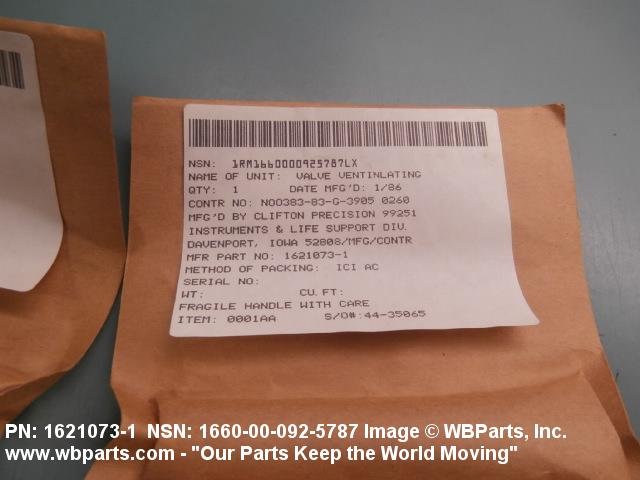 NSN: 1RM1660000925787LX
NAME OF UNIT: VALVE VENTINLATING
QTY: 1 DATE MFG'D: 1/86
CONTR NO: N00383-83-G-3905 0260
MFG'D BY CLIFTON PRECISION 99251
INSTRUMENTS & LIFE SUPPORT DIV.
DAVENPORT, IOWA 52808/MFG/CONTR
MFR PART NO: 1621073-1
METHOD OF PACKING: ICI AC
SERIAL NO:
WT: CU.FT:
FRAGILE HANDLE WITH CARE
ITEM: 0001AA S/O#:44-35065
PN: 1621073-1 NSN: 1660-00-092-5787 Image © WBParts, Inc.
www.wbparts.com - "Our Parts Keep the World Moving"